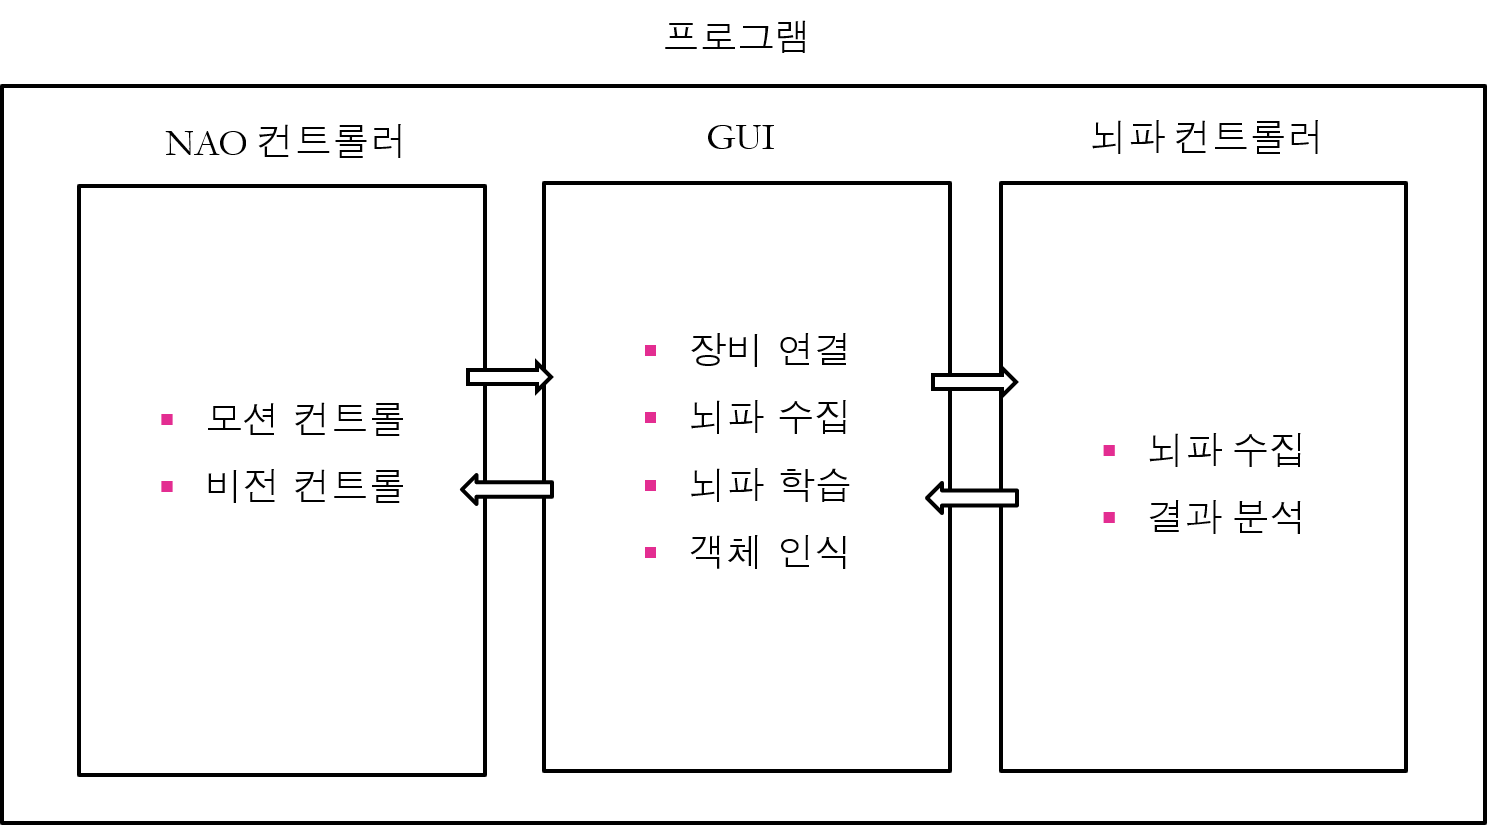 프로그램
NAO 컨트롤러
모션 컨트롤
비전 컨트롤
GUI
장비 연결
뇌파 수집
뇌파 학습
객체 인식
뇌파 컨트롤러
뇌파 수집
결과 분석